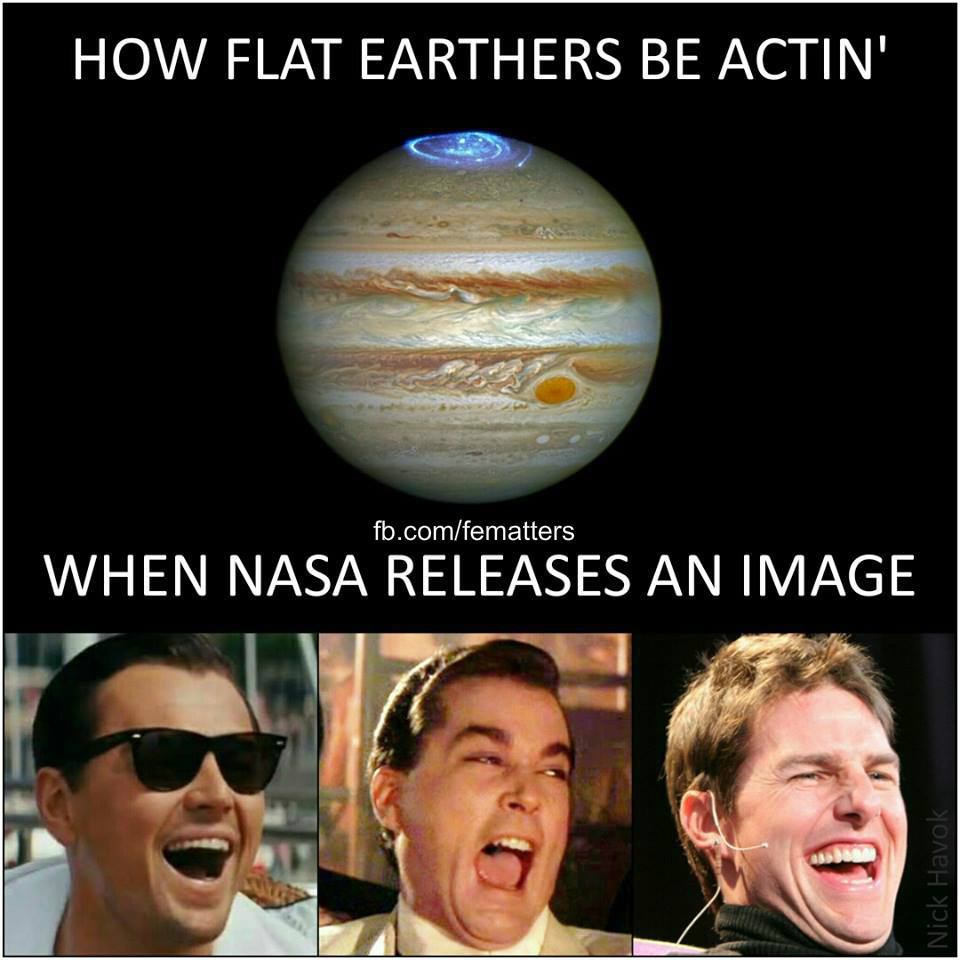 HOW FLAT EARTHERS BE ACTIN'
fb.com/fematters
WHEN NASA RELEASES AN IMAGE
Nick Havok